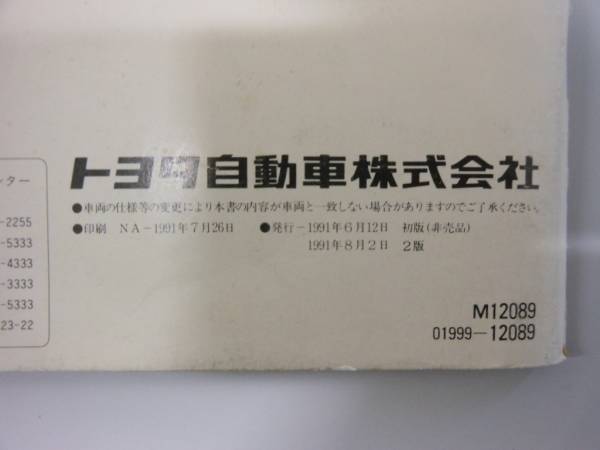 トヨタ自動車株式会社
●車両の仕様等の変更により本書の内容が車両と一致しない場合がありますのでご了承ください。
●印刷 NA－1991年7月26日 ●発行－1991年6月12日 初版(非売品)
1991年8月2日 2版
ンター
-2255
-5333
-4333
-3333
-5333
23-22
M12089
01999-12089